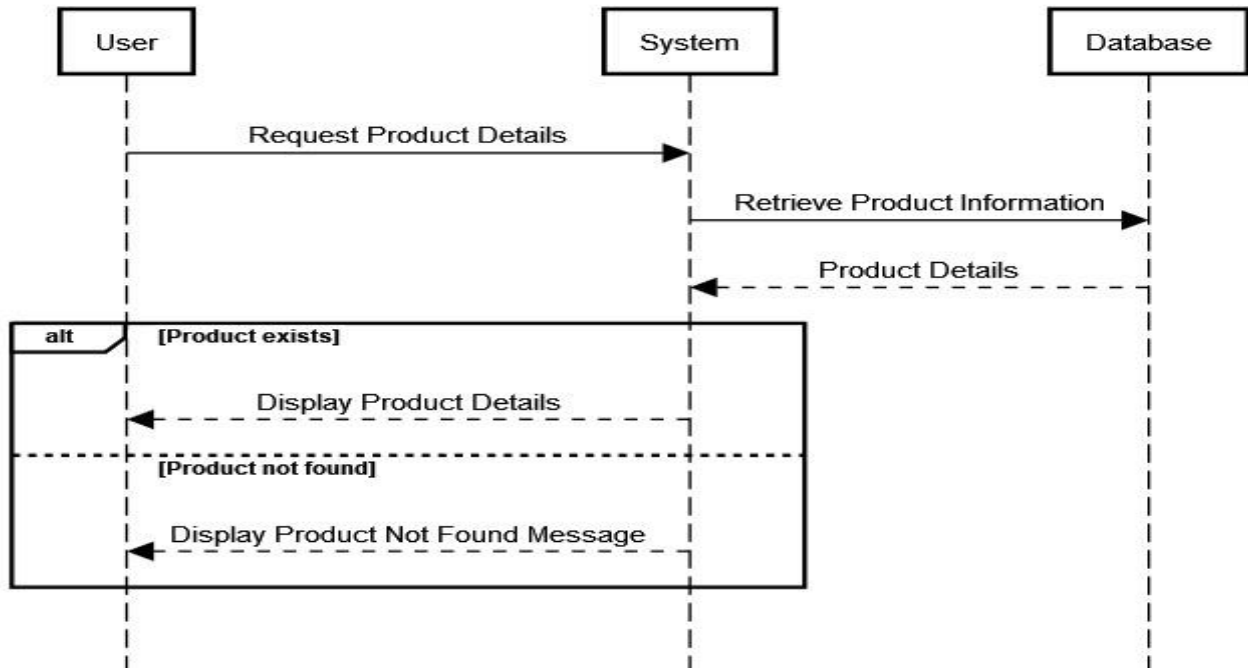 User
System
Database
Request Product Details
Retrieve Product Information
Product Details
alt
[Product exists]
Display Product Details
[Product not found]
Display Product Not Found Message